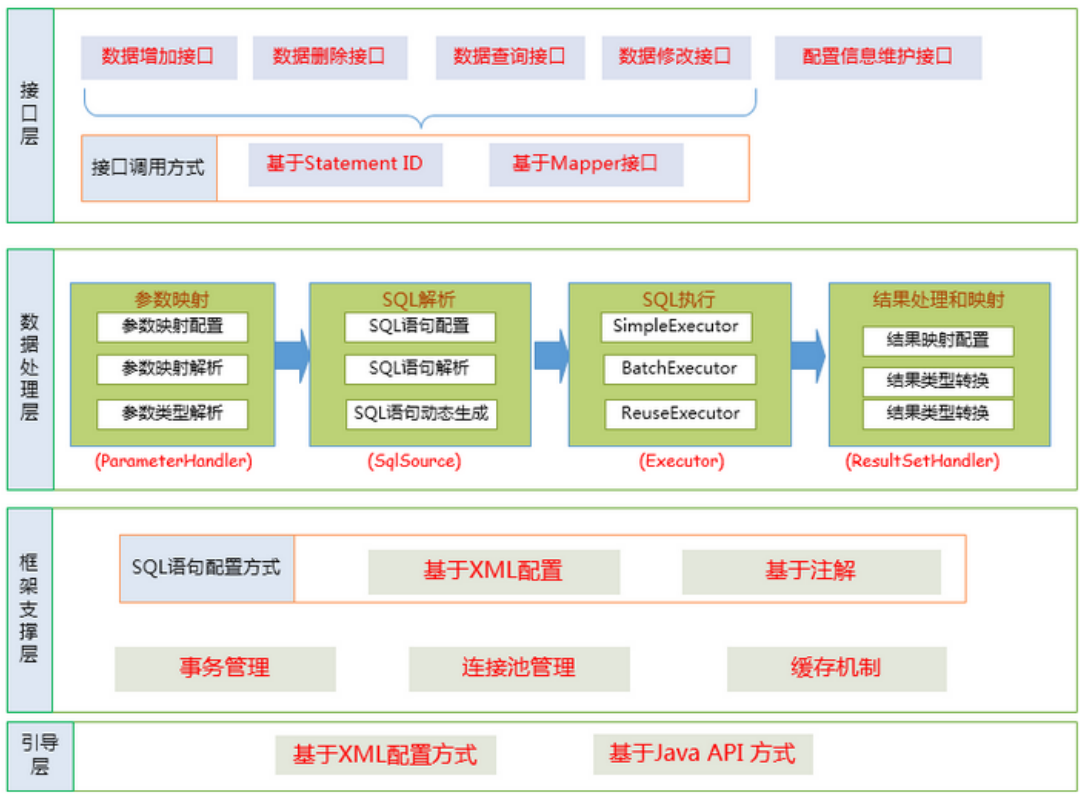 接口层
数据增加接口
数据删除接口
数据查询接口
数据修改接口
配置信息维护接口
接口调用方式
基于Statement ID
基于Mapper接口
数据处理层
参数映射
参数映射配置
参数映射解析
参数类型解析
(ParameterHandler)
SQL解析
SQL语句配置
SQL语句解析
SQL语句动态生成
(SqlSource)
SQL执行
SimpleExecutor
BatchExecutor
ReuseExecutor
(Executor)
结果处理和映射
结果映射配置
结果类型转换
结果类型转换
(ResultSetHandler)
框架支撑层
SQL语句配置方式
基于XML配置
基于注解
事务管理
连接池管理
缓存机制
引导层
基于XML配置方式
基于Java API 方式